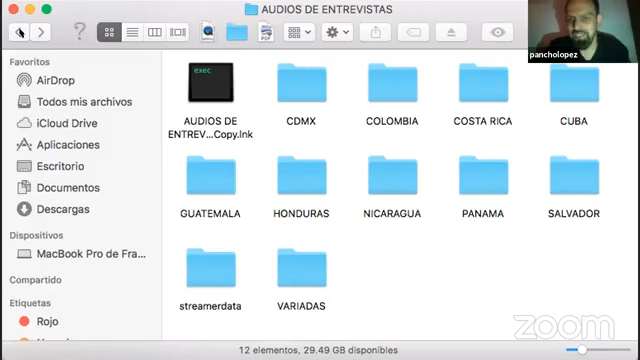 AUDIOS DE ENTREVISTAS
PDF
pancholopez
Favoritos
AirDrop
Todos mis archivos
iCloud Drive
Aplicaciones
Escritorio
Documentos
Descargas
Dispositivos
MacBook Pro de Fra...
Compartido
Etiquetas
Rojo
exec
AUDIOS DE
ENTREV...Copy.lnk
CDMX
COLOMBIA
COSTA RICA
CUBA
GUATEMALA
HONDURAS
NICARAGUA
PANAMA
SALVADOR
streamerdata
VARIADAS
12 elementos, 29.49 GB disponibles
zoom